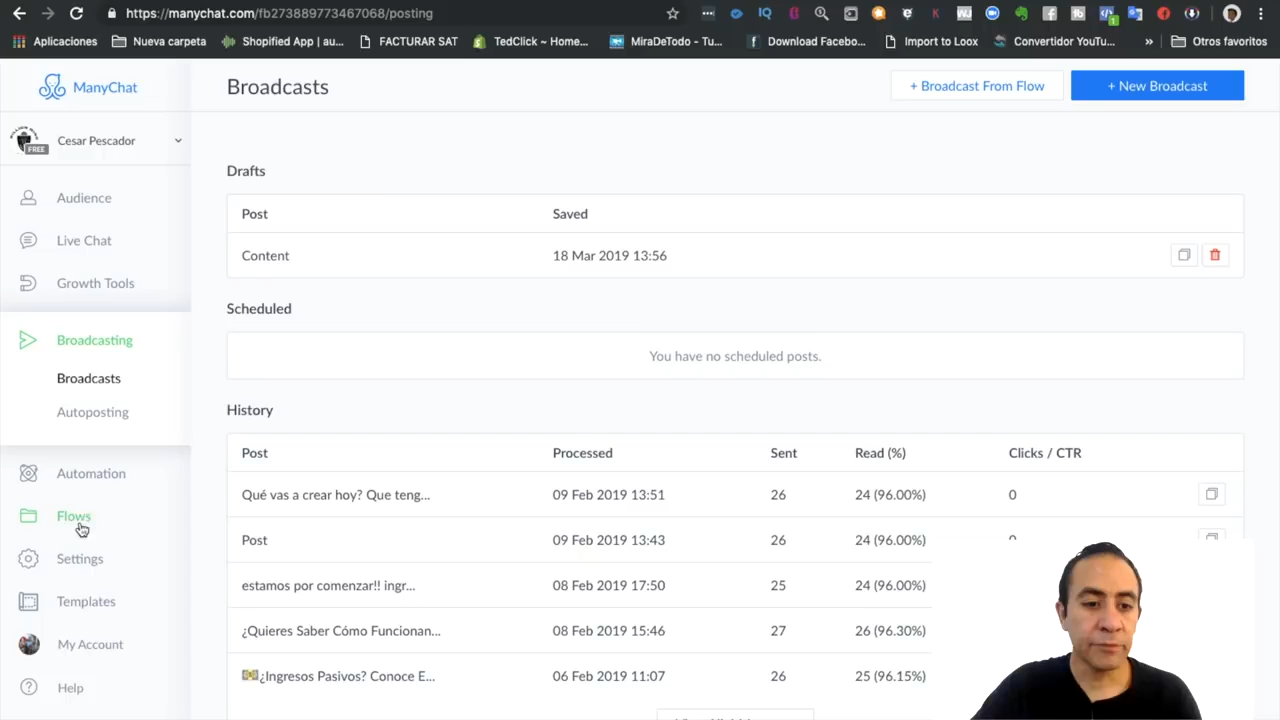 https://manychat.com/fb273889773467068/posting
Aplicaciones Nueva carpeta Shopified App | au... FACTURAR SAT TedClick ~ Home... MiraDeTodo - Tu... Download Facebo... Import to Loox Convertidor YouTu... » Otros favoritos
ManyChat
Broadcasts
+ Broadcast From Flow
+ New Broadcast
FREE
Cesar Pescador
Audience
Live Chat
Growth Tools
Broadcasting
Broadcasts
Autoposting
Automation
Flows
Settings
Templates
My Account
Help
Drafts
Post Saved
Content 18 Mar 2019 13:56
Scheduled
You have no scheduled posts.
History
Post Processed Sent Read (%) Clicks / CTR
Qué vas a crear hoy? Que teng... 09 Feb 2019 13:51 26 24 (96.00%) 0
Post 09 Feb 2019 13:43 26 24 (96.00%)
estamos por comenzar!! ingr... 08 Feb 2019 17:50 25 24 (96.00%)
¿Quieres Saber Cómo Funcionan... 08 Feb 2019 15:46 27 26 (96.30%)
💵¿Ingresos Pasivos? Conoce E... 06 Feb 2019 11:07 26 25 (96.15%)